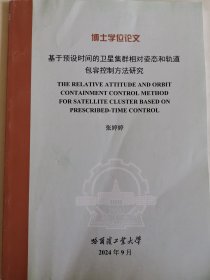 博士学位论文
基于预设时间的卫星集群相对姿态和轨道
包容控制方法研究
THE RELATIVE ATTITUDE AND ORBIT
CONTAINMENT CONTROL METHOD
FOR SATELLITE CLUSTER BASED ON
PRESCRIBED-TIME CONTROL
张婷婷
哈尔滨工业大学
2024年9月